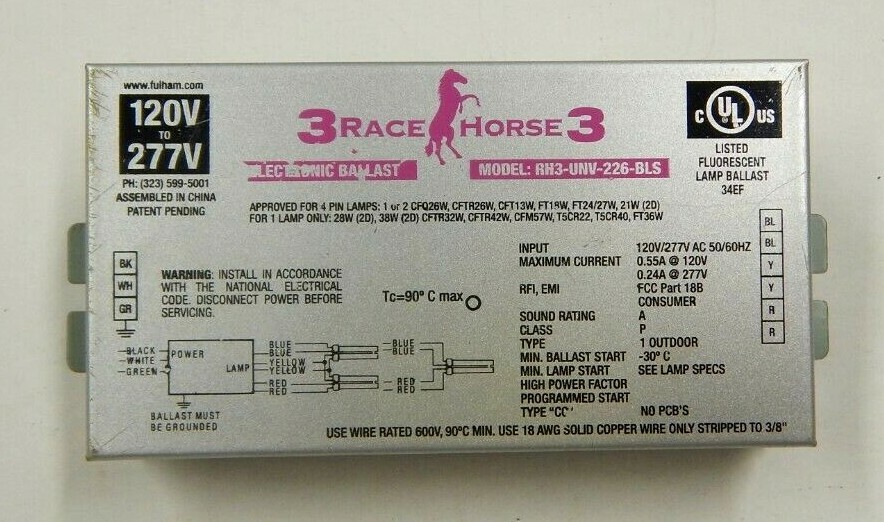 www.fulham.com
120V
TO
277V
PH: (323) 599-5001
ASSEMBLED IN CHINA
PATENT PENDING
3 RACE HORSE 3
LECTRONIC BALLAST MODEL: RH3-UNV-226-BLS
C UL US
LISTED
FLUORESCENT
LAMP BALLAST
34EF
APPROVED FOR 4 PIN LAMPS: 1 or 2 CFQ26W, CFTR26W, CFT13W, FT18W, FT24/27W, 21W (2D)
FOR 1 LAMP ONLY: 28W (2D), 38W (2D) CFTR32W, CFTR42W, CFM57W, T5CR22, T5CR40, FT36W
BK
WH
GR
WARNING: INSTALL IN ACCORDANCE
WITH THE NATIONAL ELECTRICAL
CODE. DISCONNECT POWER BEFORE
SERVICING.
Tc=90° C max
INPUT 120V/277V AC 50/60HZ
MAXIMUM CURRENT 0.55A @ 120V
0.24A @ 277V
RFI, EMI FCC Part 18B
CONSUMER
SOUND RATING A
CLASS P
TYPE 1 OUTDOOR
MIN. BALLAST START -30° C
MIN. LAMP START SEE LAMP SPECS
HIGH POWER FACTOR
PROGRAMMED START
TYPE "CC" NO PCB'S
BL
BL
Y
Y
R
R
BLACK
WHITE
GREEN
POWER
LAMP
BLUE
BLUE
YELLOW
YELLOW
RED
RED
BLUE
BLUE
RED
RED
BALLAST MUST
BE GROUNDED
USE WIRE RATED 600V, 90°C MIN. USE 18 AWG SOLID COPPER WIRE ONLY STRIPPED TO 3/8"